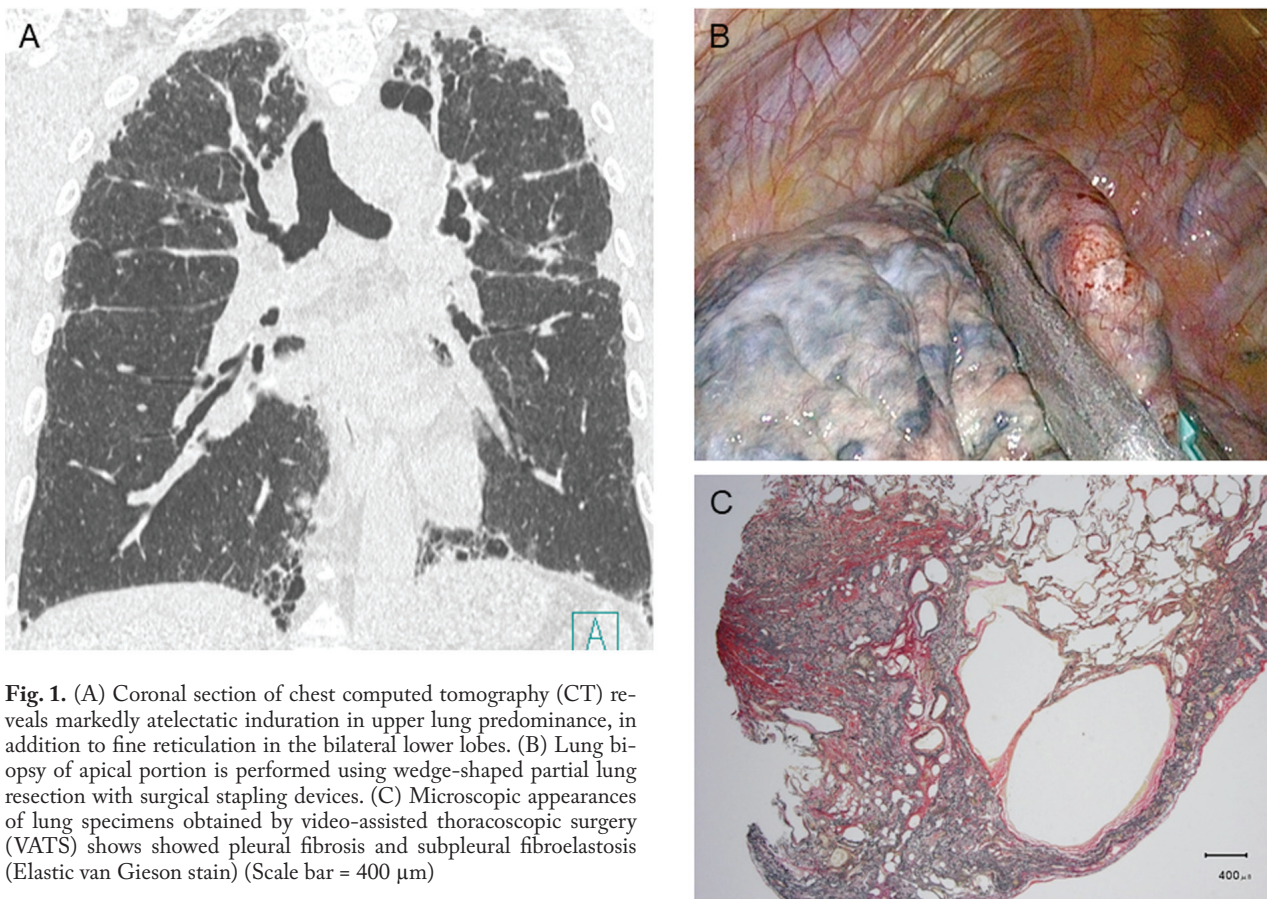 A
B
C
A
400 µm
Fig. 1. (A) Coronal section of chest computed tomography (CT) re-
veals markedly atelectatic induration in upper lung predominance, in
addition to fine reticulation in the bilateral lower lobes. (B) Lung bi-
opsy of apical portion is performed using wedge-shaped partial lung
resection with surgical stapling devices. (C) Microscopic appearances
of lung specimens obtained by video-assisted thoracoscopic surgery
(VATS) shows showed pleural fibrosis and subpleural fibroelastosis
(Elastic van Gieson stain) (Scale bar = 400 µm)